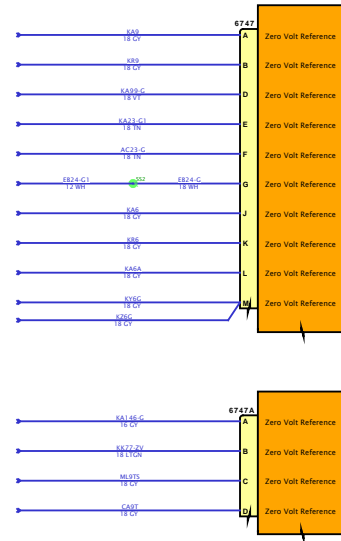 6747
KA9
18 GY
A
Zero Volt Reference
KR9
18 GY
B
Zero Volt Reference
KA99-G
18 VT
D
Zero Volt Reference
KA23-G1
18 TN
E
Zero Volt Reference
AC23-G
18 TN
F
Zero Volt Reference
EB24-G1
12 WH
S52
EB24-G
18 WH
G
Zero Volt Reference
KA6
18 GY
J
Zero Volt Reference
KR6
18 GY
K
Zero Volt Reference
KA6A
18 GY
L
Zero Volt Reference
KY6G
18 GY
M
Zero Volt Reference
KZ6G
18 GY
6747A
KA146-G
16 GY
A
Zero Volt Reference
KK77-ZV
18 LTGN
B
Zero Volt Reference
ML9TS
18 GY
C
Zero Volt Reference
CA9T
18 GY
D
Zero Volt Reference